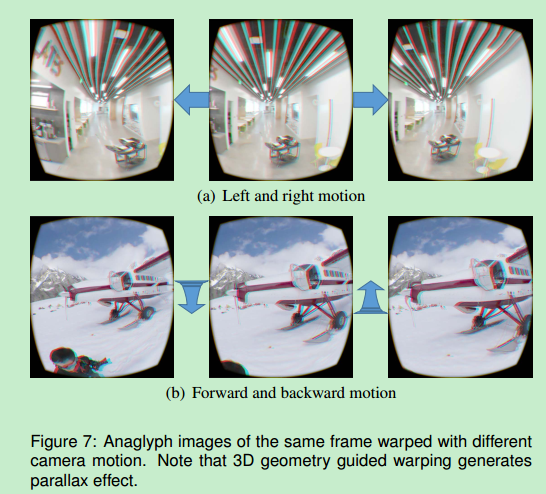 (a) Left and right motion
(b) Forward and backward motion
Figure 7: Anaglyph images of the same frame warped with different
camera motion. Note that 3D geometry guided warping generates
parallax effect.